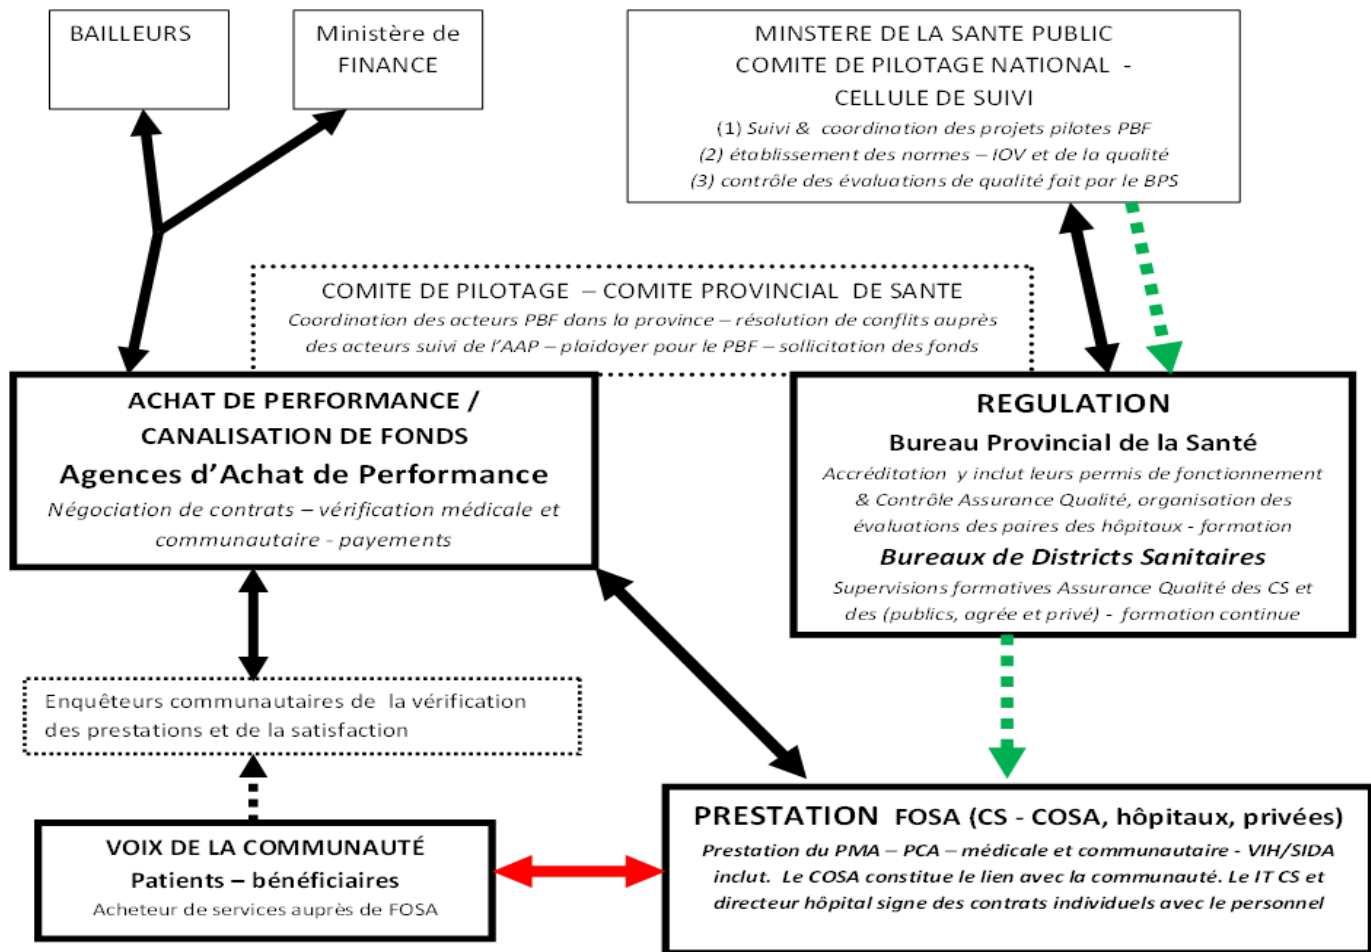 BAILLEURS
Ministère de
FINANCE
MINSTERE DE LA SANTE PUBLIC
COMITE DE PILOTAGE NATIONAL -
CELLULE DE SUIVI
(1) Suivi & coordination des projets pilotes PBF
(2) établissement des normes – IOV et de la qualité
(3) contrôle des évaluations de qualité fait par le BPS
COMITE DE PILOTAGE – COMITE PROVINCIAL DE SANTE
Coordination des acteurs PBF dans la province – résolution de conflits auprès
des acteurs suivi de l'AAP – plaidoyer pour le PBF – sollicitation des fonds
ACHAT DE PERFORMANCE /
CANALISATION DE FONDS
Agences d'Achat de Performance
Négociation de contrats – vérification médicale et
communautaire - payements
REGULATION
Bureau Provincial de la Santé
Accréditation y inclut leurs permis de fonctionnement
& Contrôle Assurance Qualité, organisation des
évaluations des paires des hôpitaux - formation
Bureaux de Districts Sanitaires
Supervisions formatives Assurance Qualité des CS et
des (publics, agrée et privé) - formation continue
Enquêteurs communautaires de la vérification
des prestations et de la satisfaction
VOIX DE LA COMMUNAUTÉ
Patients – bénéficiaires
Acheteur de services auprès de FOSA
PRESTATION FOSA (CS - COSA, hôpitaux, privées)
Prestation du PMA – PCA – médicale et communautaire - VIH/SIDA
inclut. Le COSA constitue le lien avec la communauté. Le IT CS et
directeur hôpital signe des contrats individuels avec le personnel